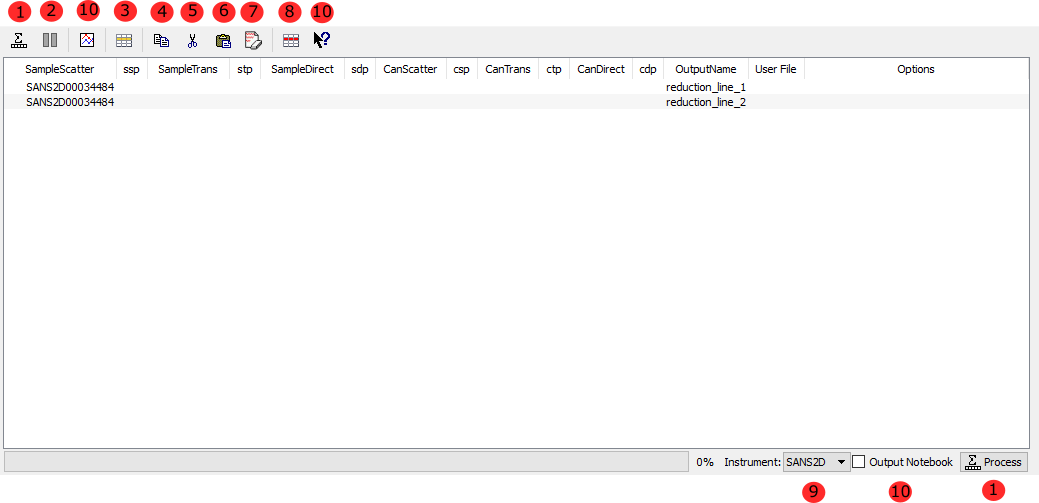 1 2 10 3 4 5 6 7 8 10
SampleScatter ssp SampleTrans stp SampleDirect sdp CanScatter csp CanTrans ctp CanDirect cdp OutputName User File Options
SANS2D00034484 reduction_line_1
SANS2D00034484 reduction_line_2
0% Instrument: SANS2D Output Notebook Σ Process
9 10 1